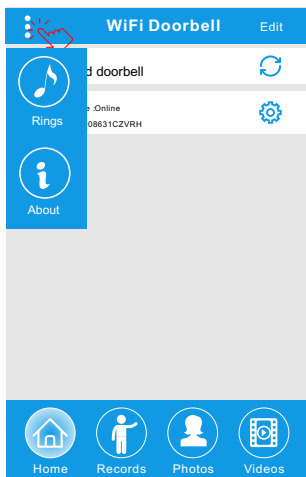 WiFi Doorbell Edit
d doorbell
Rings
e :Online
08631CZVRH
About
Home Records Photos Videos